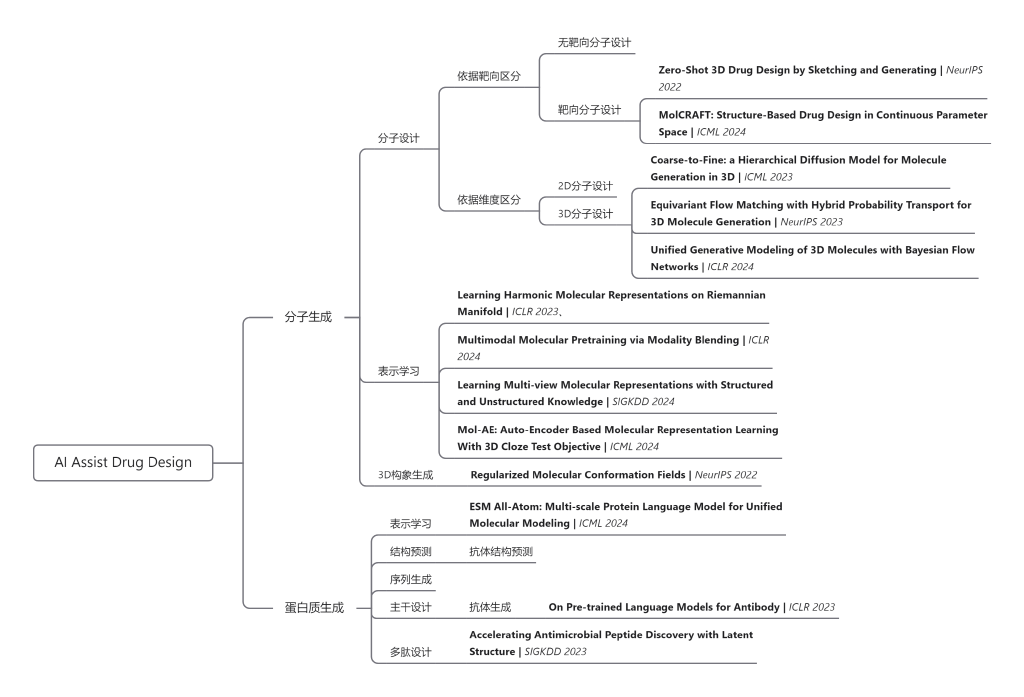 AI Assist Drug Design
分子生成
分子设计
依据靶向区分
无靶向分子设计
靶向分子设计
Zero-Shot 3D Drug Design by Sketching and Generating | NeurIPS
2022
MolCRAFT: Structure-Based Drug Design in Continuous Parameter
Space | ICML 2024
依据维度区分
2D分子设计
3D分子设计
Coarse-to-Fine: a Hierarchical Diffusion Model for Molecule
Generation in 3D | ICML 2023
Equivariant Flow Matching with Hybrid Probability Transport for
3D Molecule Generation | NeurIPS 2023
Unified Generative Modeling of 3D Molecules with Bayesian Flow
Networks | ICLR 2024
表示学习
Learning Harmonic Molecular Representations on Riemannian
Manifold | ICLR 2023、
Multimodal Molecular Pretraining via Modality Blending | ICLR
2024
Learning Multi-view Molecular Representations with Structured
and Unstructured Knowledge | SIGKDD 2024
Mol-AE: Auto-Encoder Based Molecular Representation Learning
With 3D Cloze Test Objective | ICML 2024
3D构象生成
Regularized Molecular Conformation Fields | NeurIPS 2022
蛋白质生成
表示学习
ESM All-Atom: Multi-scale Protein Language Model for Unified
Molecular Modeling | ICML 2024
结构预测
抗体结构预测
序列生成
主干设计
抗体生成
On Pre-trained Language Models for Antibody | ICLR 2023
多肽设计
Accelerating Antimicrobial Peptide Discovery with Latent
Structure | SIGKDD 2023